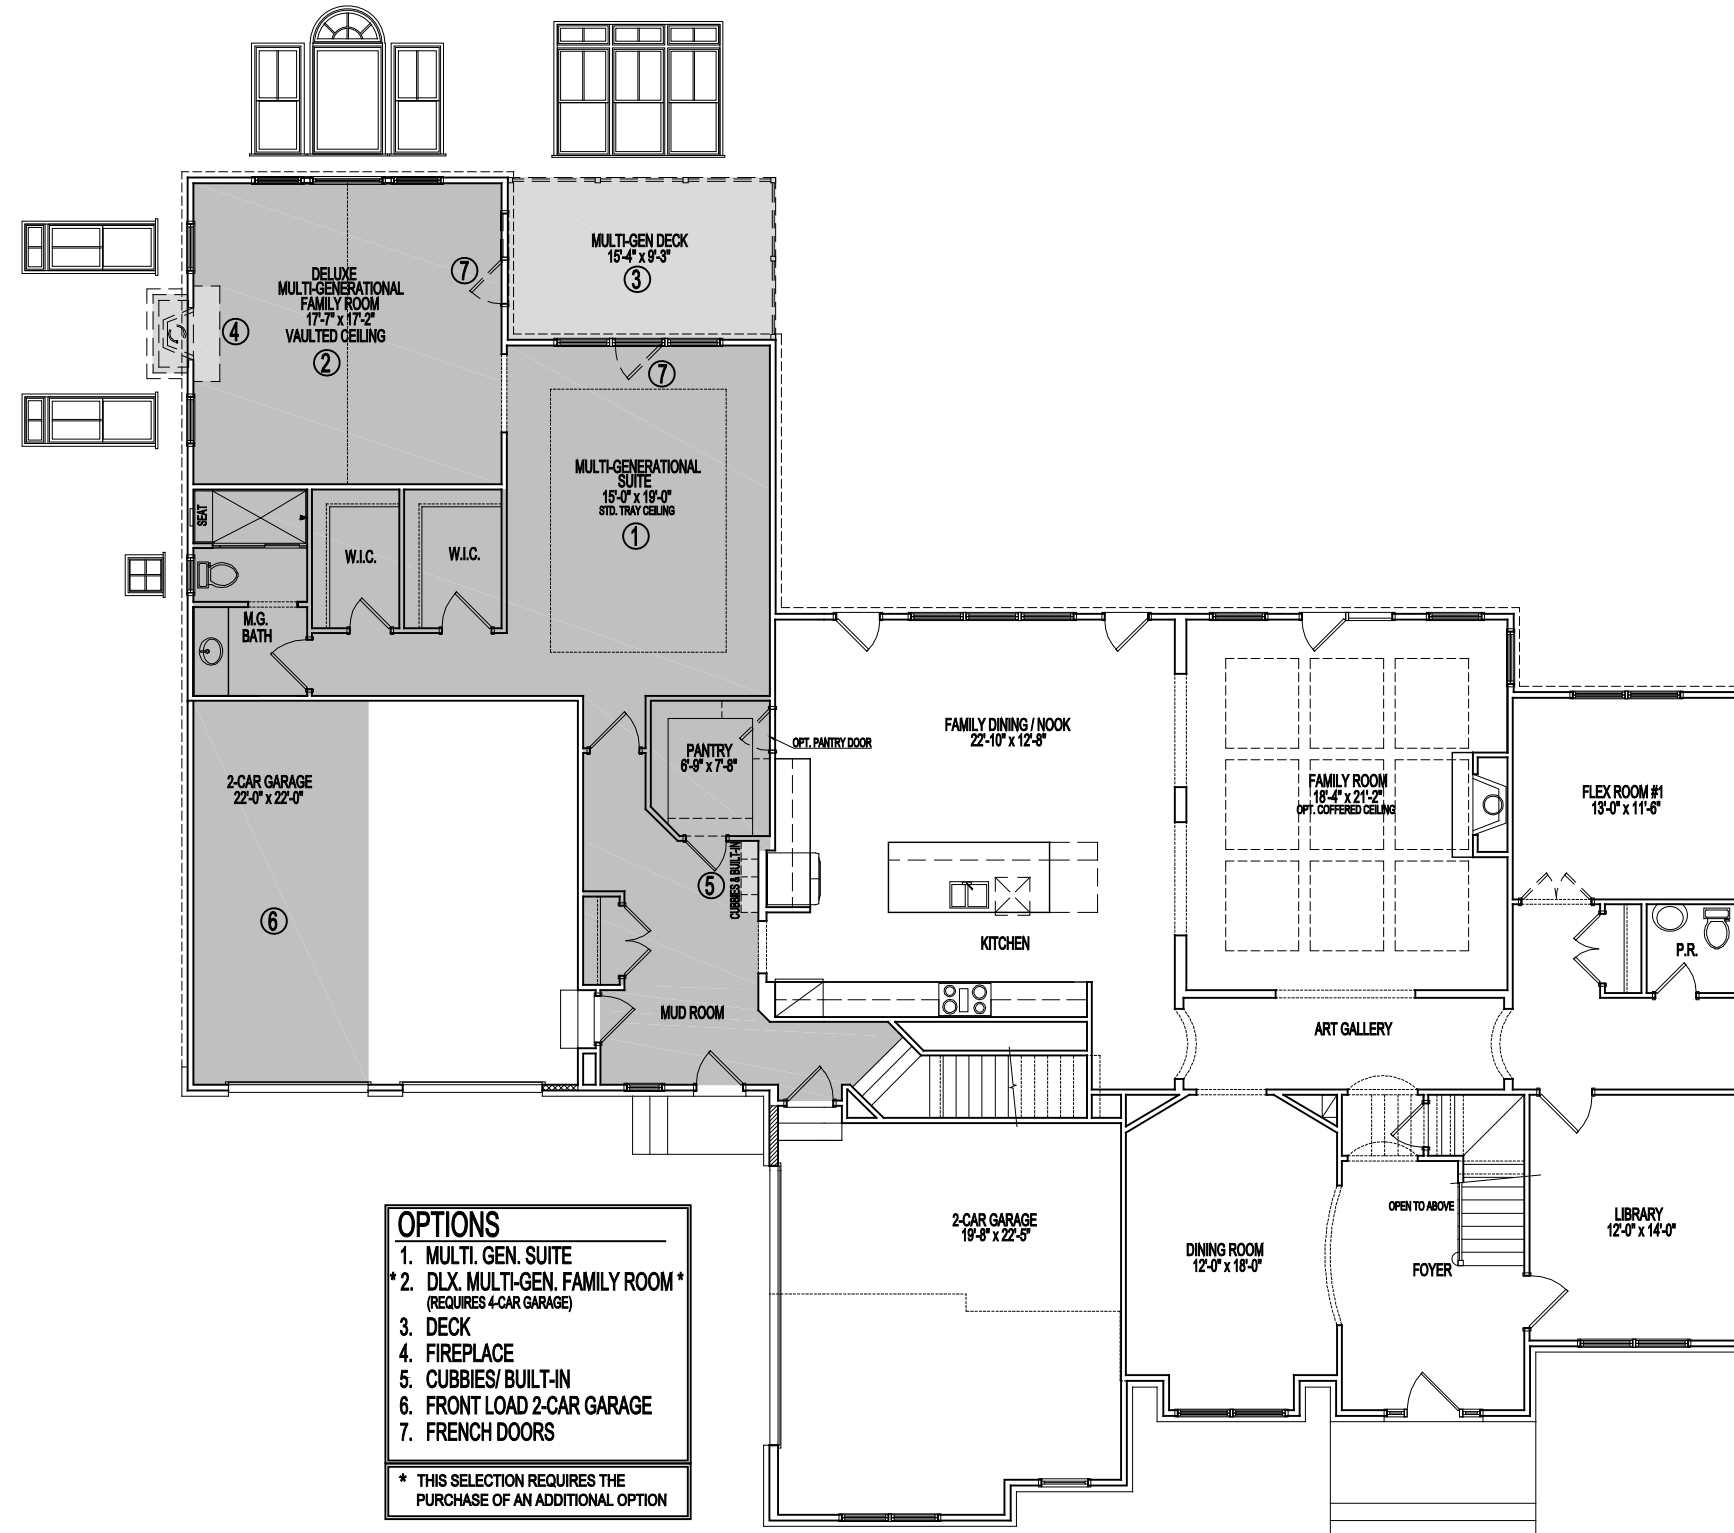 MULTI-GEN DECK
15'-4" x 9'-3"
3
7
DELUXE
MULTI-GENERATIONAL
FAMILY ROOM
17'-7" x 17'-2"
VAULTED CEILING
2
4
7
MULTI-GENERATIONAL
SUITE
15'-0" x 19'-0"
STD. TRAY CEILING
1
SEAT
W.I.C.
W.I.C.
M.G.
BATH
FAMILY DINING / NOOK
22'-10" x 12'-8"
OPT. PANTRY DOOR
PANTRY
6'-9" x 7'-8"
2-CAR GARAGE
22'-0" x 22'-0"
FAMILY ROOM
18'-4" x 21'-2"
OPT. COFFERED CEILING
FLEX ROOM #1
13'-0" x 11'-6"
CUBBIES & BUILT-IN
5
6
KITCHEN
P.R.
MUD ROOM
ART GALLERY
OPEN TO ABOVE
2-CAR GARAGE
19'-8" x 22'-5"
LIBRARY
12'-0" x 14'-0"
DINING ROOM
12'-0" x 18'-0"
FOYER
OPTIONS
1. MULTI. GEN. SUITE
* 2. DLX. MULTI-GEN. FAMILY ROOM *
(REQUIRES 4-CAR GARAGE)
3. DECK
4. FIREPLACE
5. CUBBIES/ BUILT-IN
6. FRONT LOAD 2-CAR GARAGE
7. FRENCH DOORS
* THIS SELECTION REQUIRES THE
PURCHASE OF AN ADDITIONAL OPTION